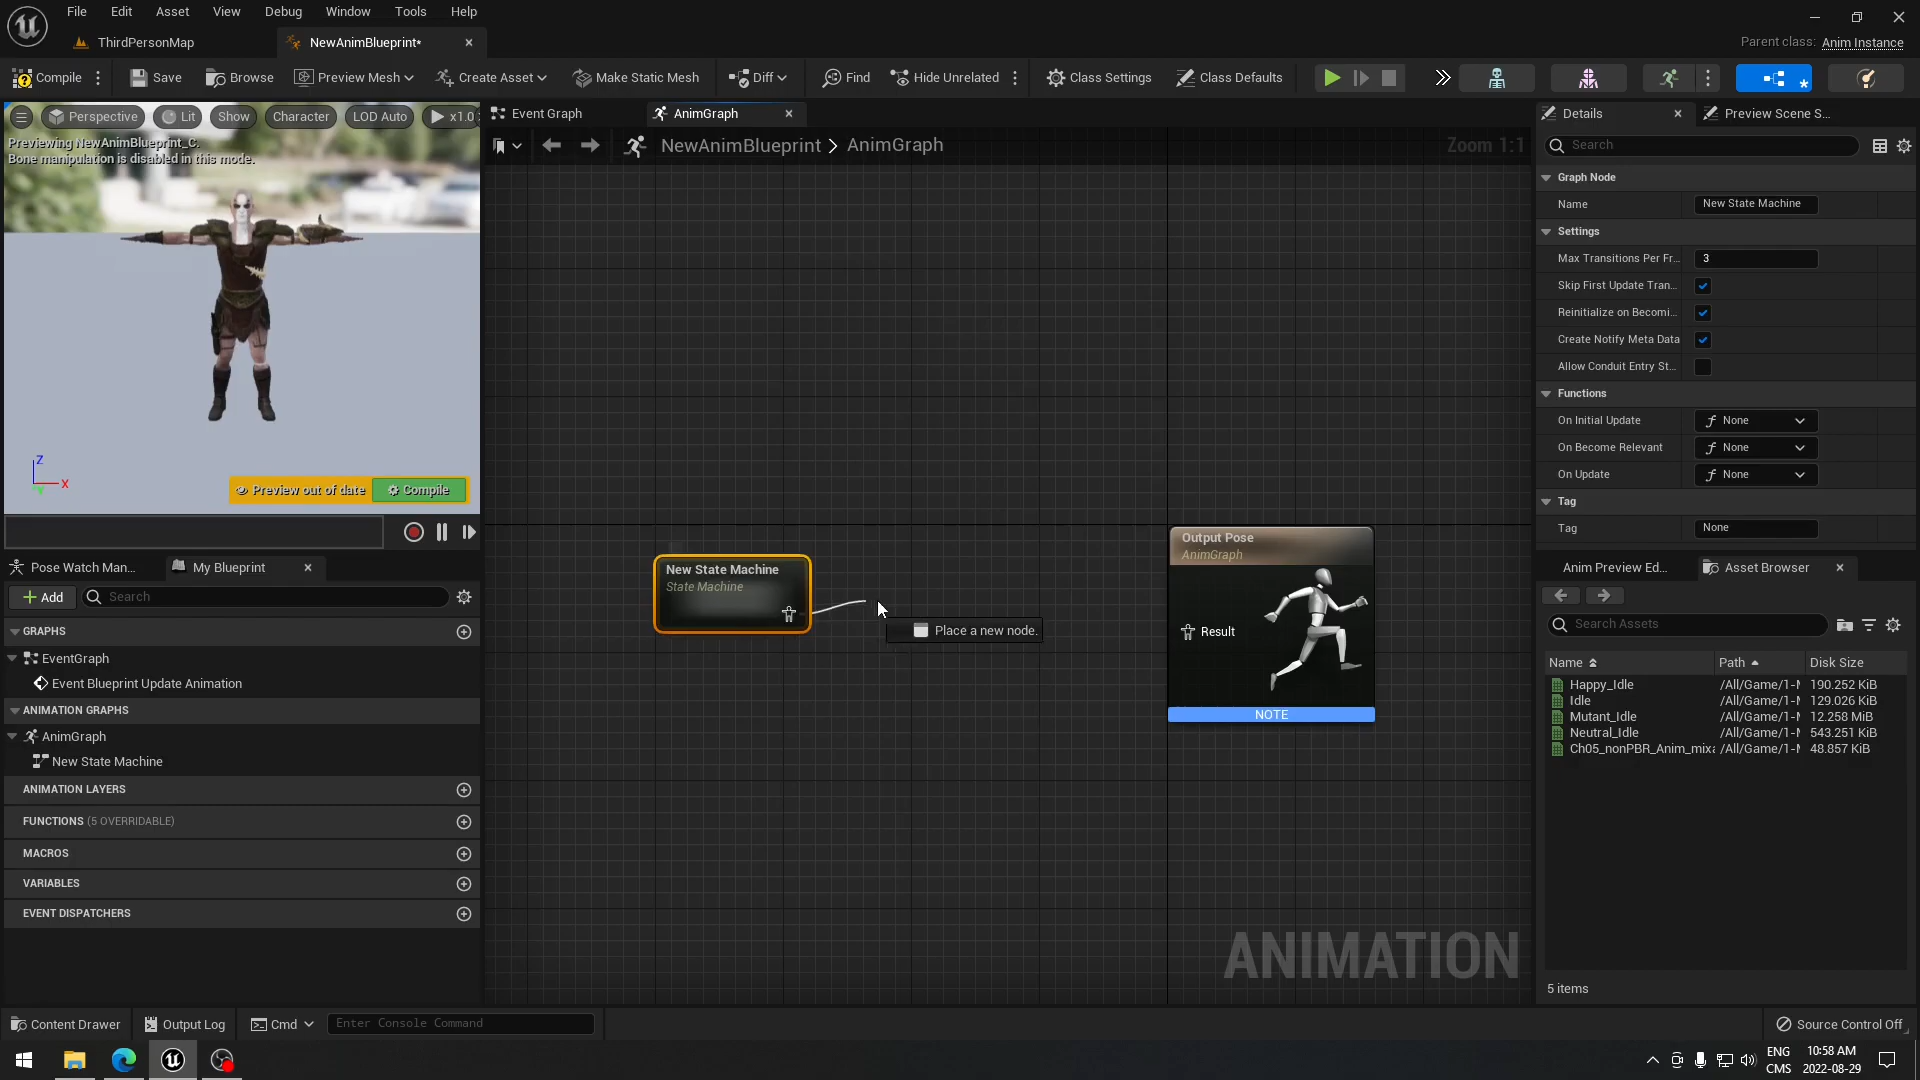 File Edit Asset View Debug Window Tools Help
ThirdPersonMap NewAnimBlueprint* Parent class: Anim Instance
Compile Save Browse Preview Mesh Create Asset Make Static Mesh Diff Find Hide Unrelated Class Settings Class Defaults
Perspective Lit Show Character LOD Auto x1.0
Previewing NewAnimBlueprint_C.
Bone manipulation is disabled in this mode.
Z
X
Preview out of date Compile
Pose Watch Man... My Blueprint
Add Search
GRAPHS
EventGraph
Event Blueprint Update Animation
ANIMATION GRAPHS
AnimGraph
New State Machine
ANIMATION LAYERS
FUNCTIONS (5 OVERRIDABLE)
MACROS
VARIABLES
EVENT DISPATCHERS
Event Graph AnimGraph
NewAnimBlueprint > AnimGraph Zoom 1:1
New State Machine
State Machine
Place a new node.
Output Pose
AnimGraph
Result
NOTE
ANIMATION
Details Preview Scene S...
Search
Graph Node
Name New State Machine
Settings
Max Transitions Per Fr... 3
Skip First Update Tran...
Reinitialize on Becomi...
Create Notify Meta Data
Allow Conduit Entry St...
Functions
On Initial Update None
On Become Relevant None
On Update None
Tag
Tag None
Anim Preview Ed... Asset Browser
Search Assets
Name Path Disk Size
Happy_Idle /All/Game/1-M 190.252 KiB
Idle /All/Game/1-M 129.026 KiB
Mutant_Idle /All/Game/1-M 12.258 MiB
Neutral_Idle /All/Game/1-M 543.251 KiB
Ch05_nonPBR_Anim_mixa /All/Game/1-M 48.857 KiB
5 items
Content Drawer Output Log Cmd Enter Console Command Source Control Off
ENG 10:58 AM
CMS 2022-08-29